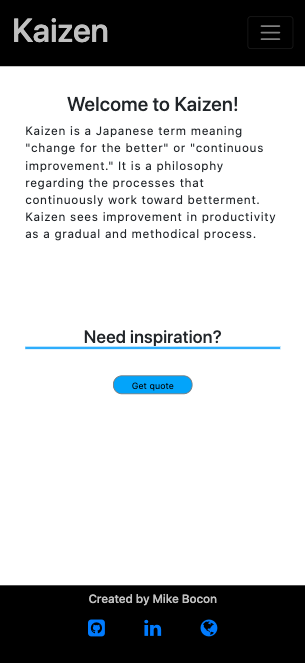 Kaizen
Welcome to Kaizen!
Kaizen is a Japanese term meaning
"change for the better" or "continuous
improvement." It is a philosophy
regarding the processes that
continuously work toward betterment.
Kaizen sees improvement in productivity
as a gradual and methodical process.
Need inspiration?
Get quote
Created by Mike Bocon
in